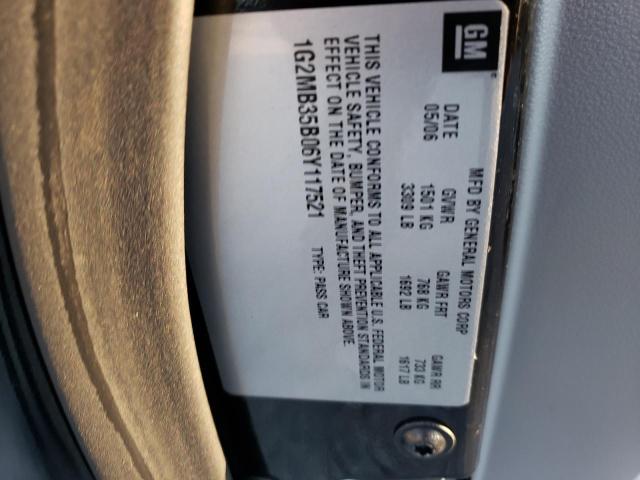 GM
MFD BY GENERAL MOTORS CORP
DATE GVWR GAWR FRT GAWR RR
05/06 1501 KG 768 KG 733 KG
3309 LB 1692 LB 1617 LB
THIS VEHICLE CONFORMS TO ALL APPLICABLE U.S. FEDERAL MOTOR
VEHICLE SAFETY, BUMPER, AND THEFT PREVENTION STANDARDS IN
EFFECT ON THE DATE OF MANUFACTURE SHOWN ABOVE.
1G2MB35B06Y117521 TYPE: PASS CAR